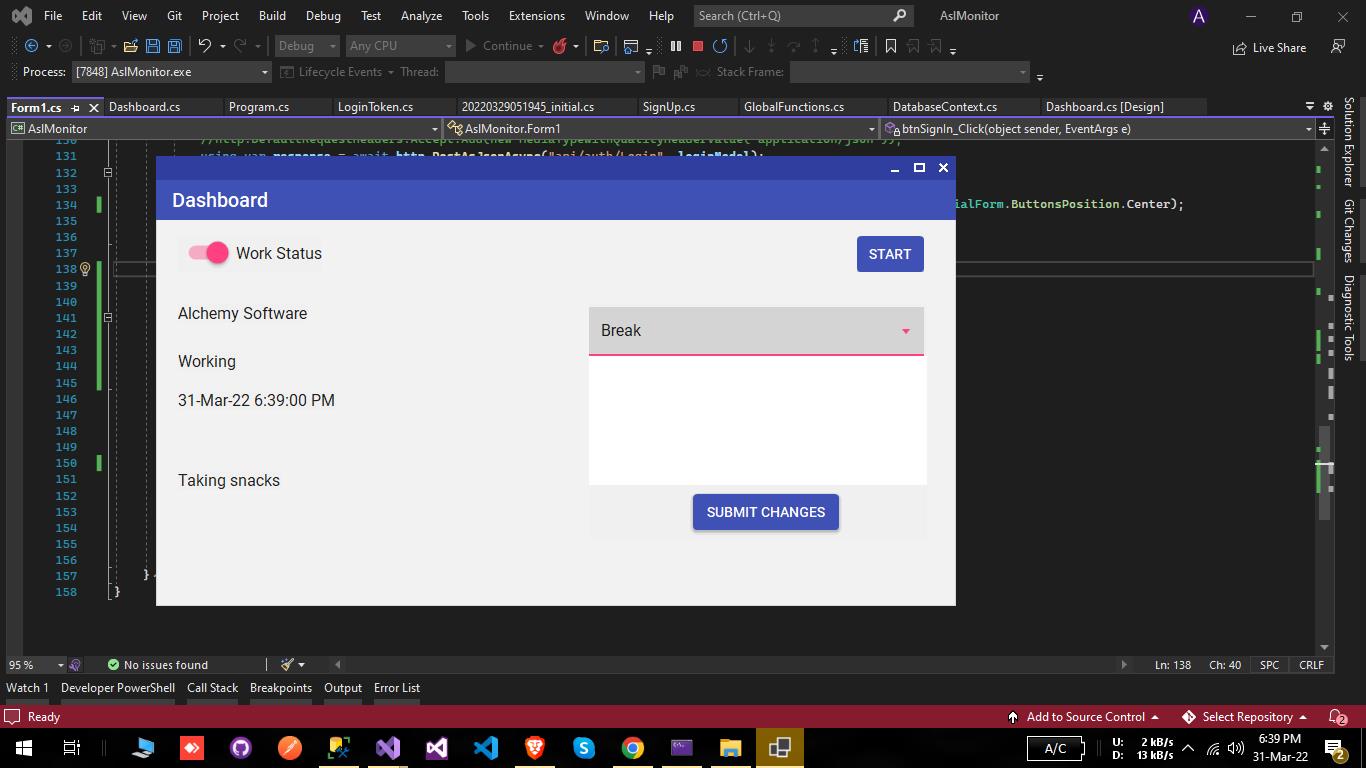 File Edit View Git Project Build Debug Test Analyze Tools Extensions Window Help Search (Ctrl+Q) AslMonitor A
Debug Any CPU Continue Live Share
Process: [7848] AslMonitor.exe Lifecycle Events Thread: Stack Frame:
Form1.cs Dashboard.cs Program.cs LoginToken.cs 20220329051945_initial.cs SignUp.cs GlobalFunctions.cs DatabaseContext.cs Dashboard.cs [Design]
AslMonitor AslMonitor.Form1 btnSignIn_Click(object sender, EventArgs e)
131
132
133
134 ialForm.ButtonsPosition.Center);
135
136
137
138
139
140
141
142
143
144
145
146
147
148
149
150
151
152
153
154
155
156
157 }
158 }
Dashboard
Work Status START
Alchemy Software
Break
Working
31-Mar-22 6:39:00 PM
Taking snacks
SUBMIT CHANGES
Solution Explorer
Git Changes
Diagnostic Tools
95 % No issues found Ln: 138 Ch: 40 SPC CRLF
Watch 1 Developer PowerShell Call Stack Breakpoints Output Error List
Ready Add to Source Control Select Repository 2
A/C U: 2 kB/s 6:39 PM
D: 13 kB/s 31-Mar-22 2